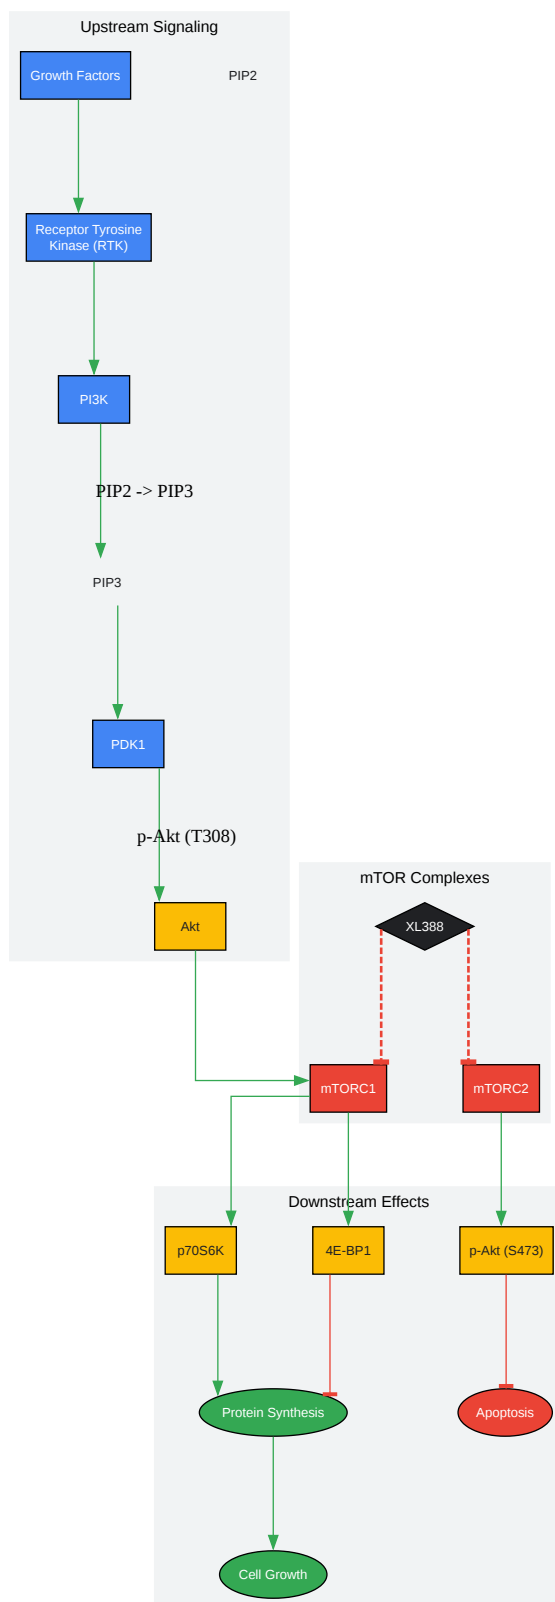 Upstream Signaling
Growth Factors
PIP2
Receptor Tyrosine
Kinase (RTK)
PI3K
PIP2 -> PIP3
PIP3
PDK1
p-Akt (T308)
Akt
mTOR Complexes
XL388
mTORC1
mTORC2
Downstream Effects
p70S6K
4E-BP1
p-Akt (S473)
Protein Synthesis
Apoptosis
Cell Growth